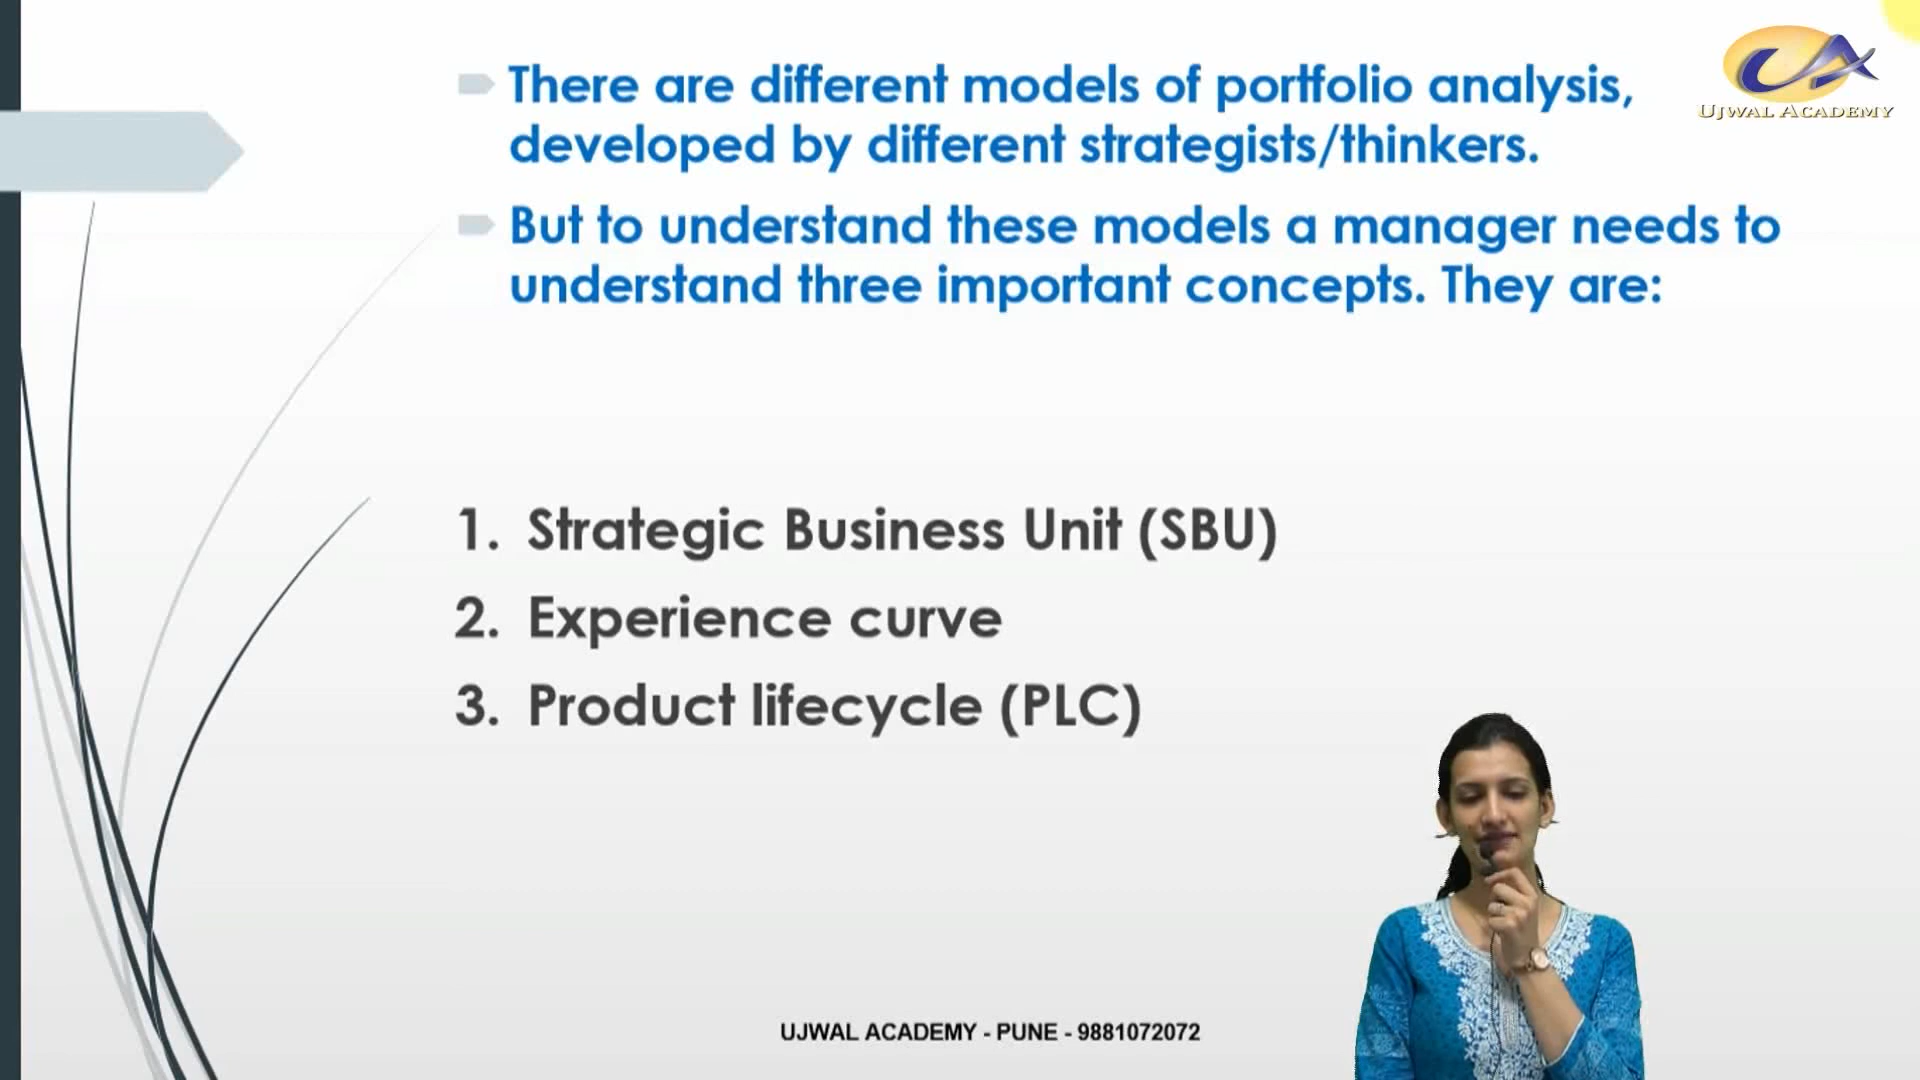 UJWAL ACADEMY
There are different models of portfolio analysis,
developed by different strategists/thinkers.
But to understand these models a manager needs to
understand three important concepts. They are:
1. Strategic Business Unit (SBU)
2. Experience curve
3. Product lifecycle (PLC)
UJWAL ACADEMY - PUNE - 9881072072